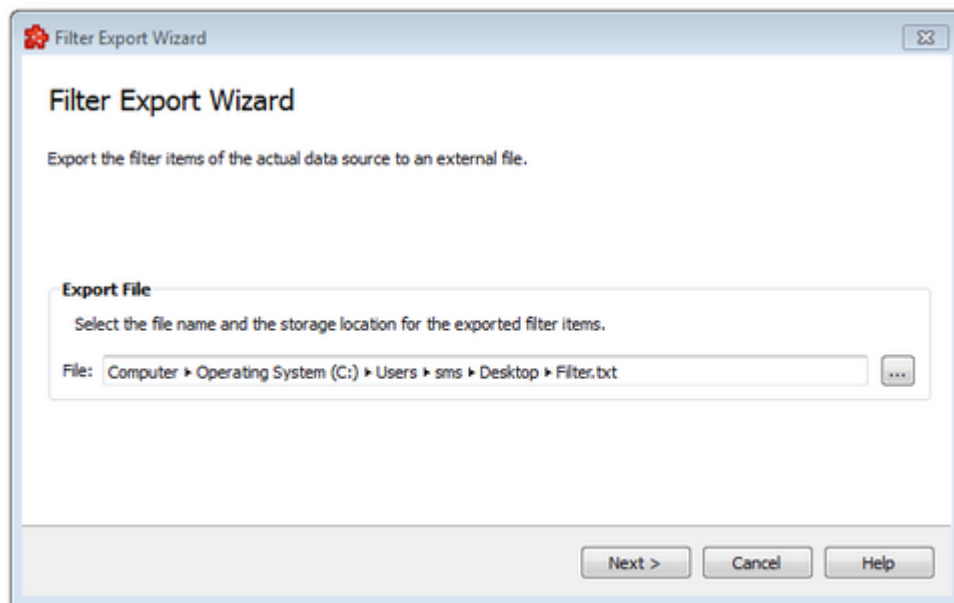 Filter Export Wizard
Filter Export Wizard
Export the filter items of the actual data source to an external file.
Export File
Select the file name and the storage location for the exported filter items.
File: Computer ▸ Operating System (C:) ▸ Users ▸ sms ▸ Desktop ▸ Filter.txt ...
Next > Cancel Help